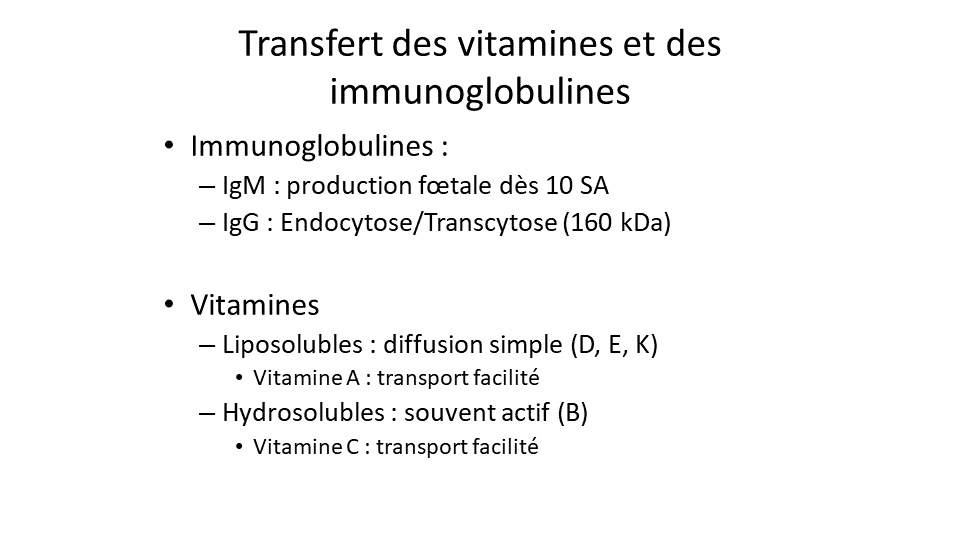 Transfert des vitamines et des
immunoglobulines
• Immunoglobulines :
– IgM : production fœtale dès 10 SA
– IgG : Endocytose/Transcytose (160 kDa)
• Vitamines
– Liposolubles : diffusion simple (D, E, K)
• Vitamine A : transport facilité
– Hydrosolubles : souvent actif (B)
• Vitamine C : transport facilité